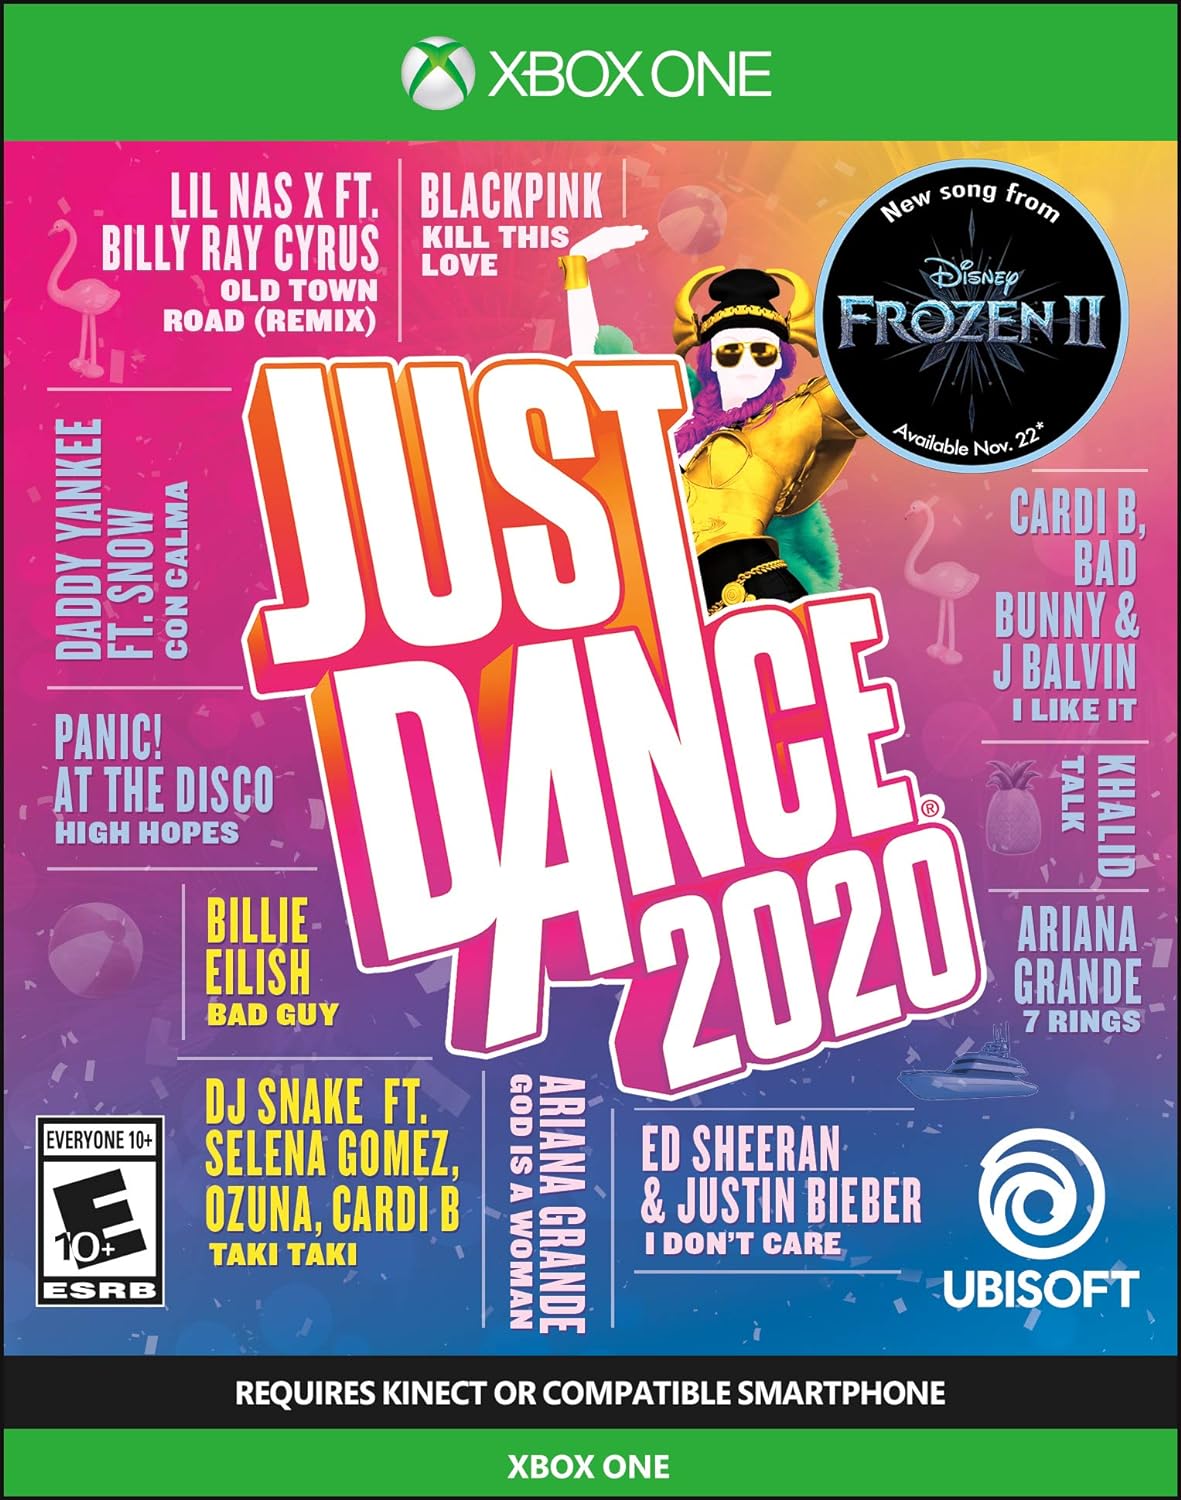 XBOX ONE
LIL NAS X FT.
BILLY RAY CYRUS
OLD TOWN
ROAD (REMIX)
BLACKPINK
KILL THIS
LOVE
New song from
Disney
FROZEN II
Available Nov. 22*
JUST
DANCE®
2020
DADDY YANKEE
FT. SNOW
CON CALMA
CARDI B,
BAD
BUNNY &
J BALVIN
I LIKE IT
PANIC!
AT THE DISCO
HIGH HOPES
KHALID
TALK
BILLIE
EILISH
BAD GUY
ARIANA
GRANDE
7 RINGS
DJ SNAKE FT.
SELENA GOMEZ,
OZUNA, CARDI B
TAKI TAKI
ARIANA GRANDE
GOD IS A WOMAN
ED SHEERAN
& JUSTIN BIEBER
I DON'T CARE
EVERYONE 10+
E
10+
ESRB
UBISOFT
REQUIRES KINECT OR COMPATIBLE SMARTPHONE
XBOX ONE